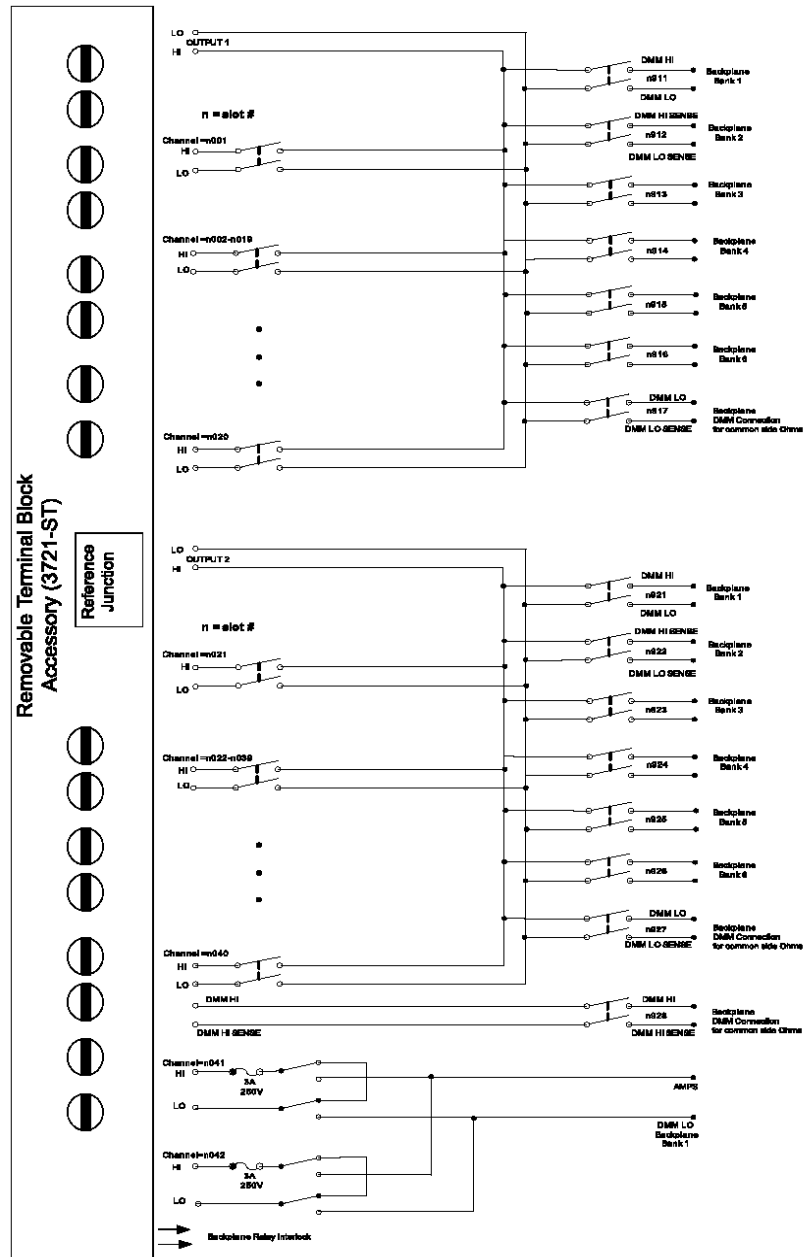 Removable Terminal Block
Accessory (3721-ST)
Reference
Junction
LO
OUTPUT 1
HI
n = slot #
Channel=n001
HI
LO
Channel=n002-n019
HI
LO
Channel=n020
HI
LO
DMM HI
n911
DMM LO
Backplane
Bank 1
DMM HI SENSE
n912
DMM LO SENSE
Backplane
Bank 2
n913
Backplane
Bank 3
n914
Backplane
Bank 4
n915
Backplane
Bank 5
n916
Backplane
Bank 6
DMM LO
n917
DMM LO SENSE
Backplane
DMM Connection
for common side Ohms
LO
OUTPUT 2
HI
n = slot #
Channel=n021
HI
LO
Channel=n022-n039
HI
LO
Channel=n040
HI
LO
DMM HI
n921
DMM LO
Backplane
Bank 1
DMM HI SENSE
n922
DMM LO SENSE
Backplane
Bank 2
n923
Backplane
Bank 3
n924
Backplane
Bank 4
n925
Backplane
Bank 5
n926
Backplane
Bank 6
DMM LO
n927
DMM LO SENSE
Backplane
DMM Connection
for common side Ohms
DMM HI
DMM HI SENSE
DMM HI
n928
DMM HI SENSE
Backplane
DMM Connection
for common side Ohms
Channel=n041
HI
3A
250V
LO
AMPS
DMM LO
Backplane
Bank 1
Channel=n042
HI
3A
250V
LO
Backplane Relay Interlock